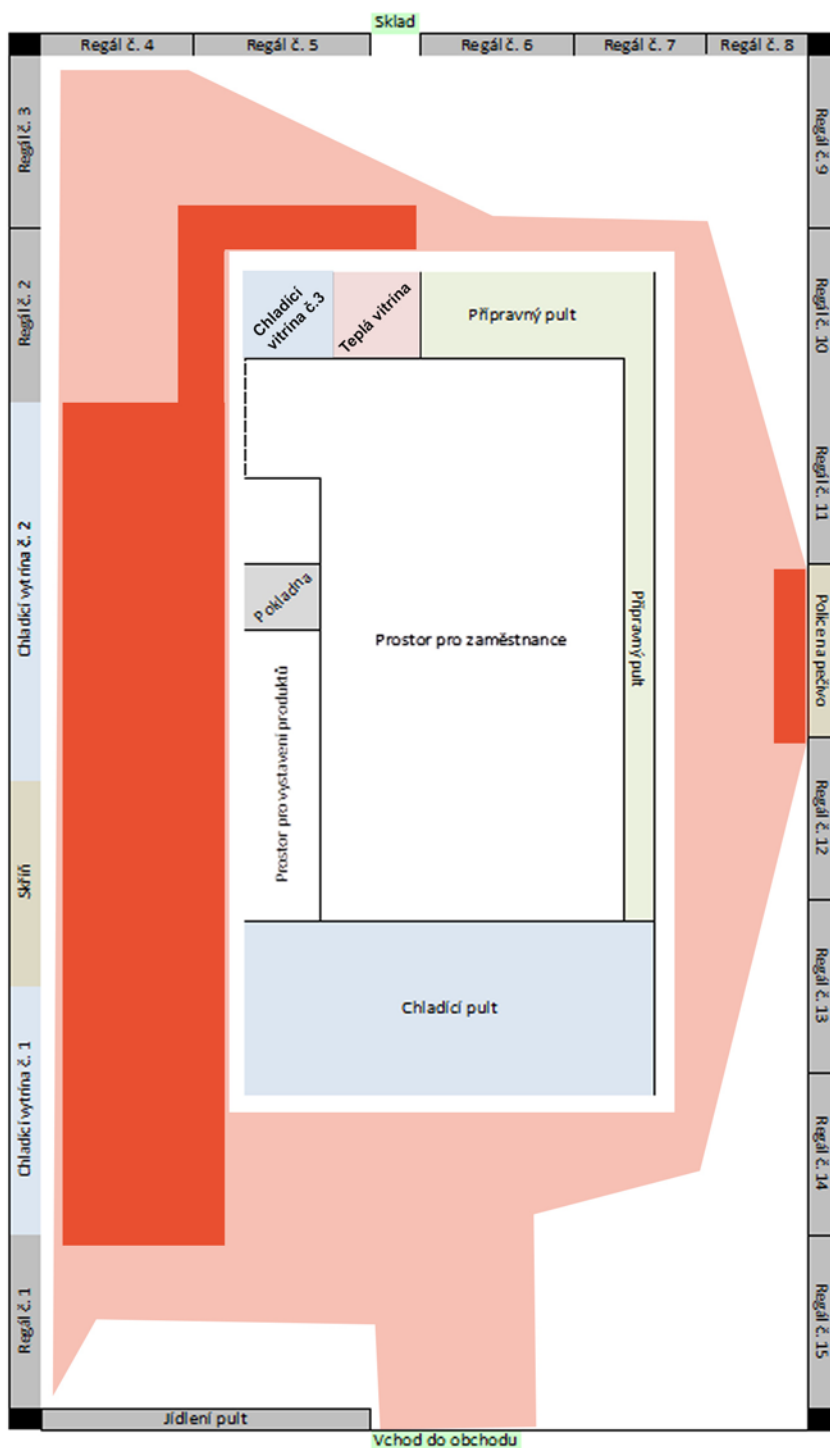 Sklad
Regál č. 4
Regál č. 5
Regál č. 6
Regál č. 7
Regál č. 8
Regál č. 3
Regál č. 9
Regál č. 2
Chladící
vitrína č.3
Teplá vitrína
Přípravný pult
Regál č. 10
Regál č. 11
Chladící vytrína č. 2
Pokladna
Prostor pro zaměstnance
Přípravný pult
Police na pečivo
Prostor pro vystavení produktů
Regál č. 12
Skříň
Chladící pult
Regál č. 13
Chladící vytrína č. 1
Regál č. 14
Regál č. 1
Regál č. 15
Jídlení pult
Vchod do obchodu